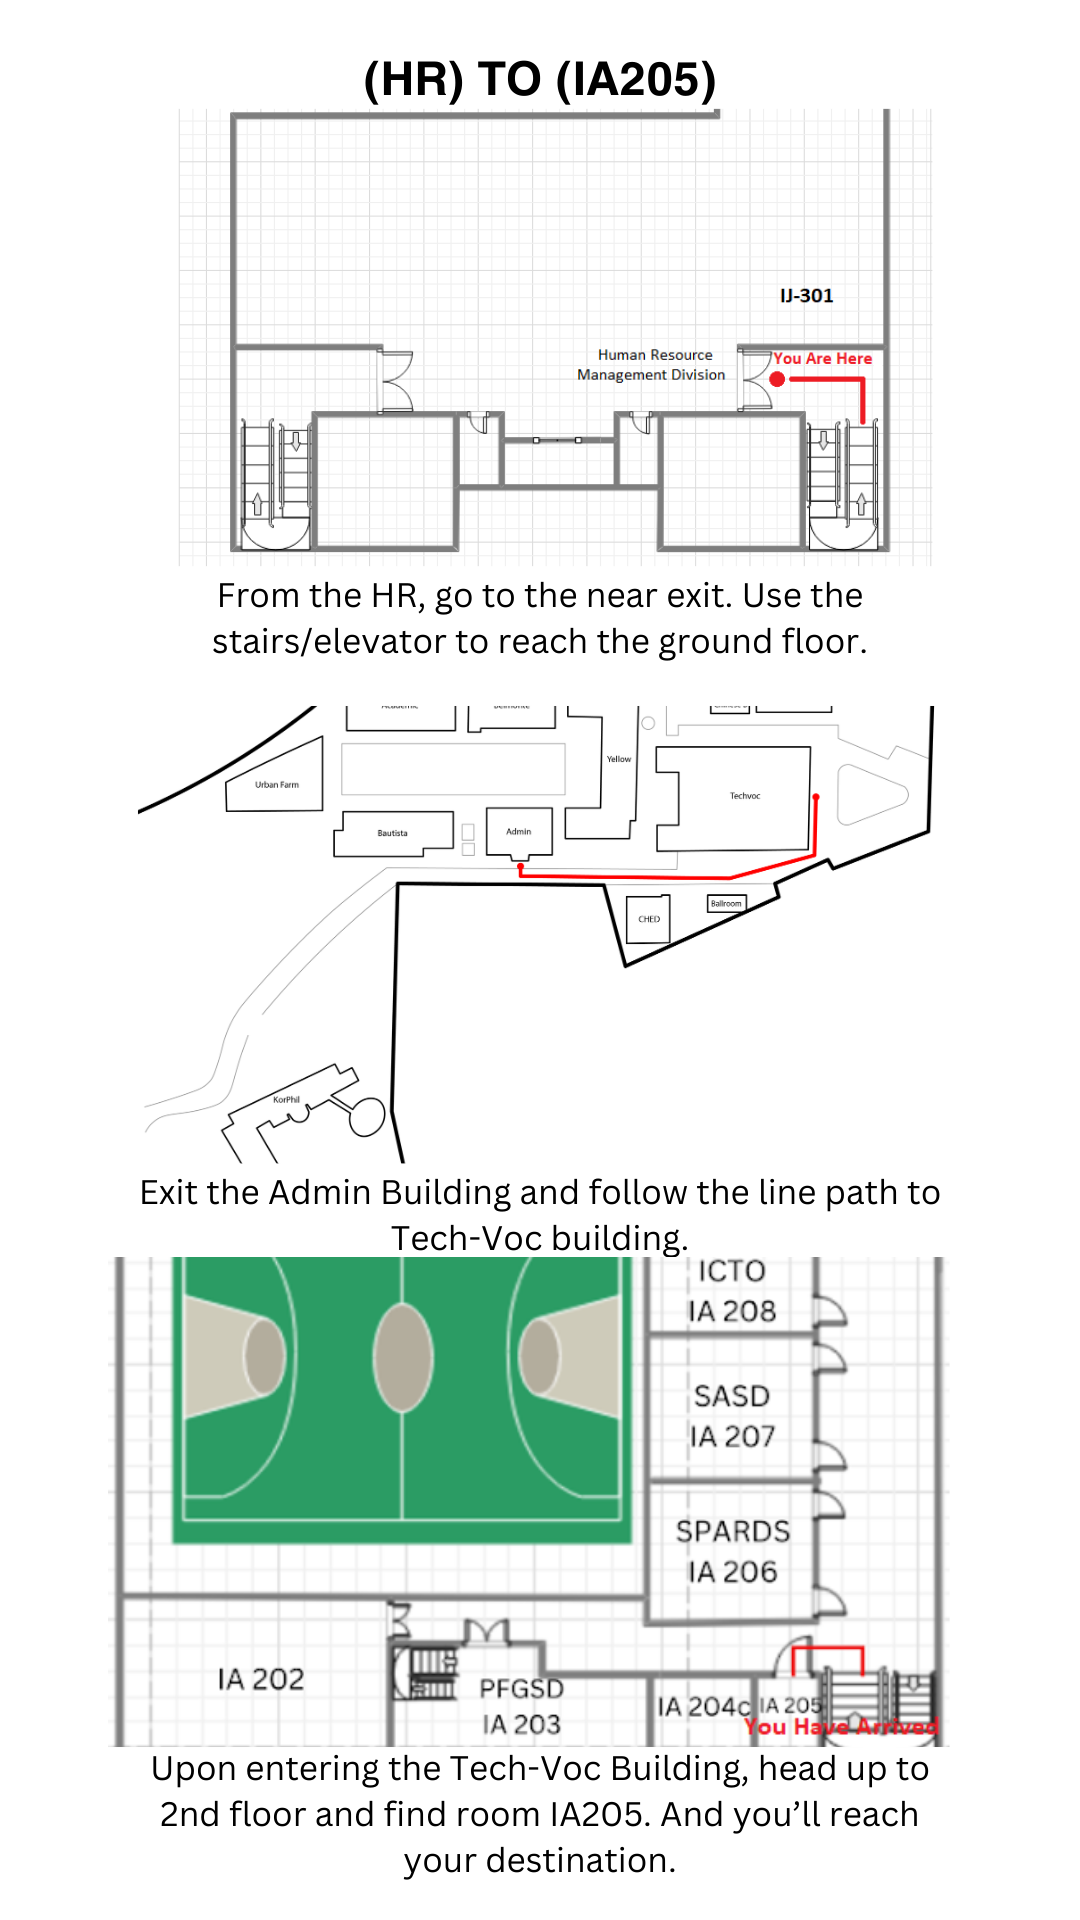 (HR) TO (IA205)
IJ-301
Human Resource
Management Division
You Are Here
From the HR, go to the near exit. Use the
stairs/elevator to reach the ground floor.
Academic
Belmonte
Yellow
Urban Farm
Techvoc
Bautista
Admin
CHED
Ballroom
KorPhil
Exit the Admin Building and follow the line path to
Tech-Voc building.
ICTO
IA 208
SASD
IA 207
SPARDS
IA 206
IA 202
PFGSD
IA 203
IA 204c
IA 205
You Have Arrived
Upon entering the Tech-Voc Building, head up to
2nd floor and find room IA205. And you’ll reach
your destination.